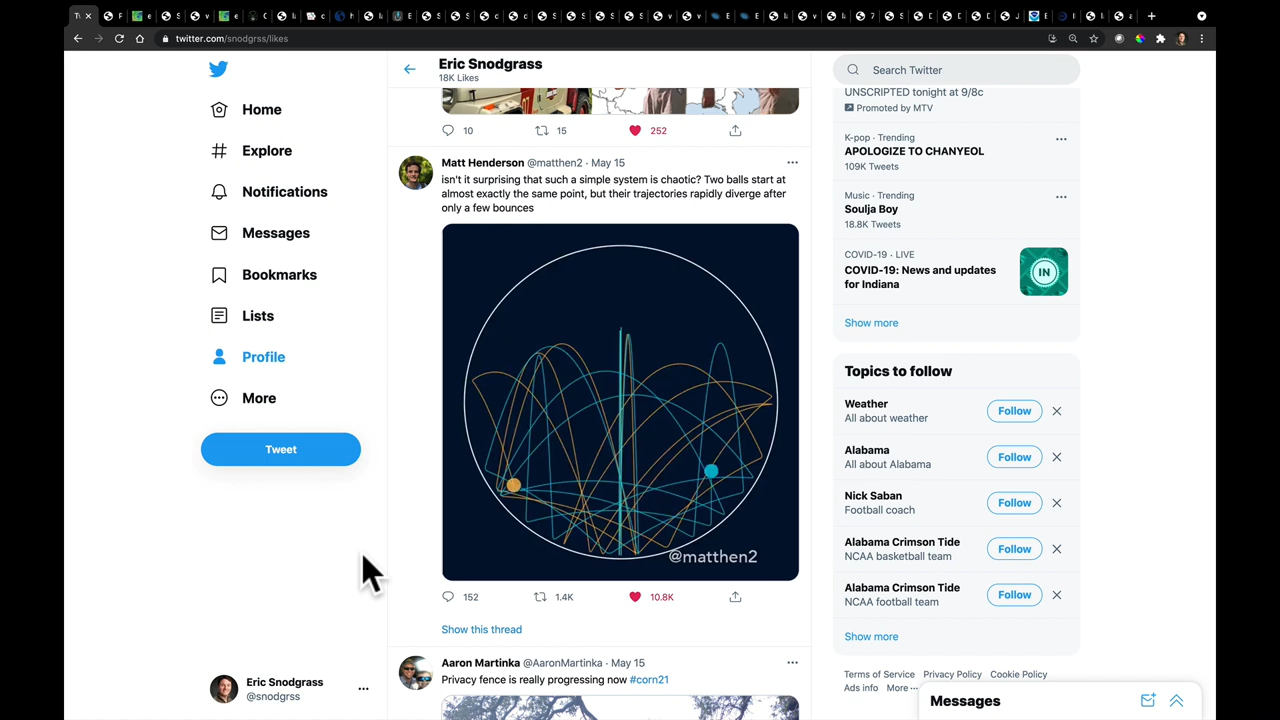 twitter.com/snodgrss/likes
Home
Explore
Notifications
Messages
Bookmarks
Lists
Profile
More
Tweet
Eric Snodgrass
@snodgrss
Eric Snodgrass
18K Likes
10
15
252
Matt Henderson @matthen2 · May 15
isn't it surprising that such a simple system is chaotic? Two balls start at
almost exactly the same point, but their trajectories rapidly diverge after
only a few bounces
@matthen2
152
1.4K
10.8K
Show this thread
Aaron Martinka @AaronMartinka · May 15
Privacy fence is really progressing now #corn21
Search Twitter
UNSCRIPTED tonight at 9/8c
Promoted by MTV
K-pop · Trending
APOLOGIZE TO CHANYEOL
109K Tweets
Music · Trending
Soulja Boy
18.8K Tweets
COVID-19 · LIVE
COVID-19: News and updates
for Indiana
IN
Show more
Topics to follow
Weather
All about weather
Follow
Alabama
All about Alabama
Follow
Nick Saban
Football coach
Follow
Alabama Crimson Tide
NCAA basketball team
Follow
Alabama Crimson Tide
NCAA football team
Follow
Show more
Terms of Service Privacy Policy Cookie Policy
Ads info More
Messages